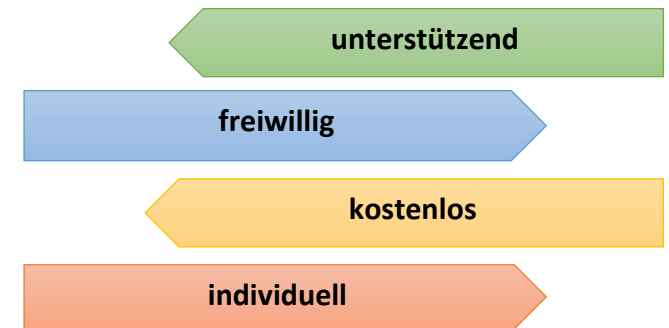 unterstützend
freiwillig
kostenlos
individuell